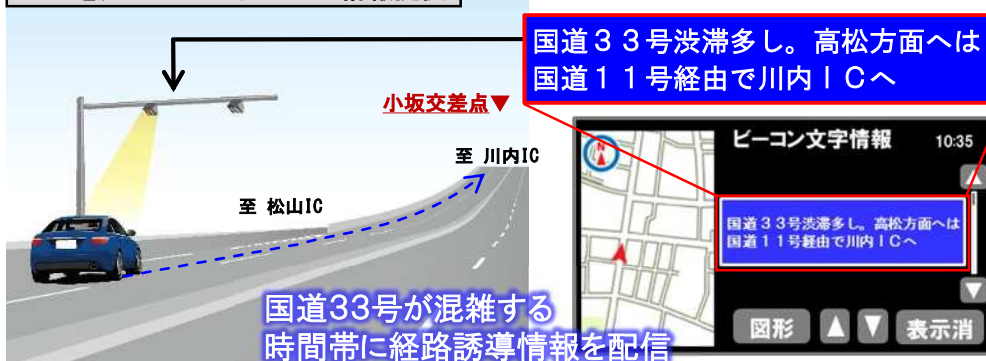 国道３３号渋滞多し。高松方面へは
国道１１号経由で川内ＩＣへ
小坂交差点▼
至 川内IC
至 松山IC
ビーコン文字情報 10:35
N
国道３３号渋滞多し。高松方面へは
国道１１号経由で川内ＩＣへ
図形 ▲ ▼ 表示消
国道33号が混雑する
時間帯に経路誘導情報を配信